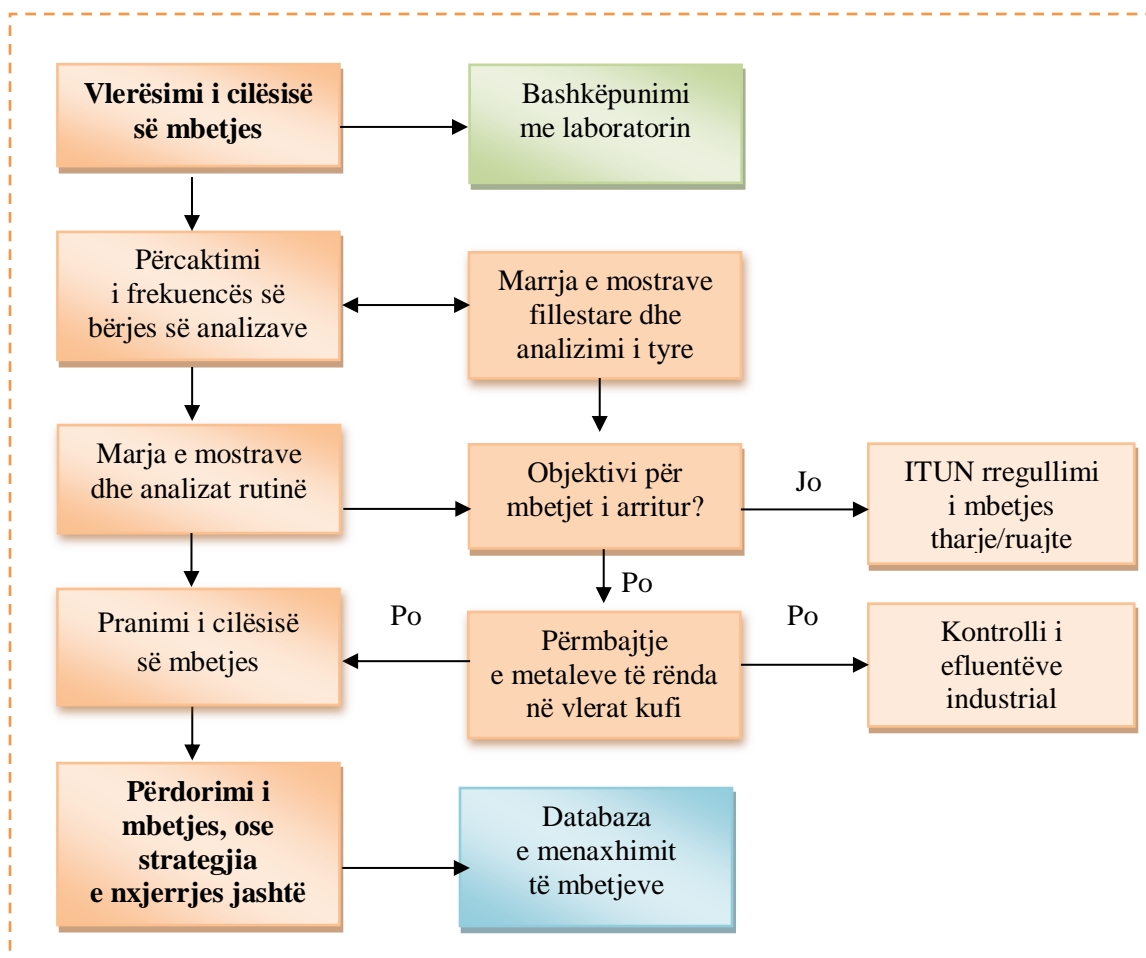 Vlerësimi i cilësisë
së mbetjes
Bashkëpunimi
me laboratorin
Përcaktimi
i frekuencës së
bërjes së analizave
Marrja e mostrave
fillestare dhe
analizimi i tyre
Marja e mostrave
dhe analizat rutinë
Objektivi për
mbetjet i arritur?
Jo
ITUN rregullimi
i mbetjes
tharje/ruajte
Po
Pranimi i cilësisë
së mbetjes
Po
Përmbajtje
e metaleve të rënda
në vlerat kufi
Po
Kontrolli i
efluentëve
industrial
Përdorimi i
mbetjes, ose
strategjia
e nxjerrjes jashtë
Databaza
e menaxhimit
të mbetjeve